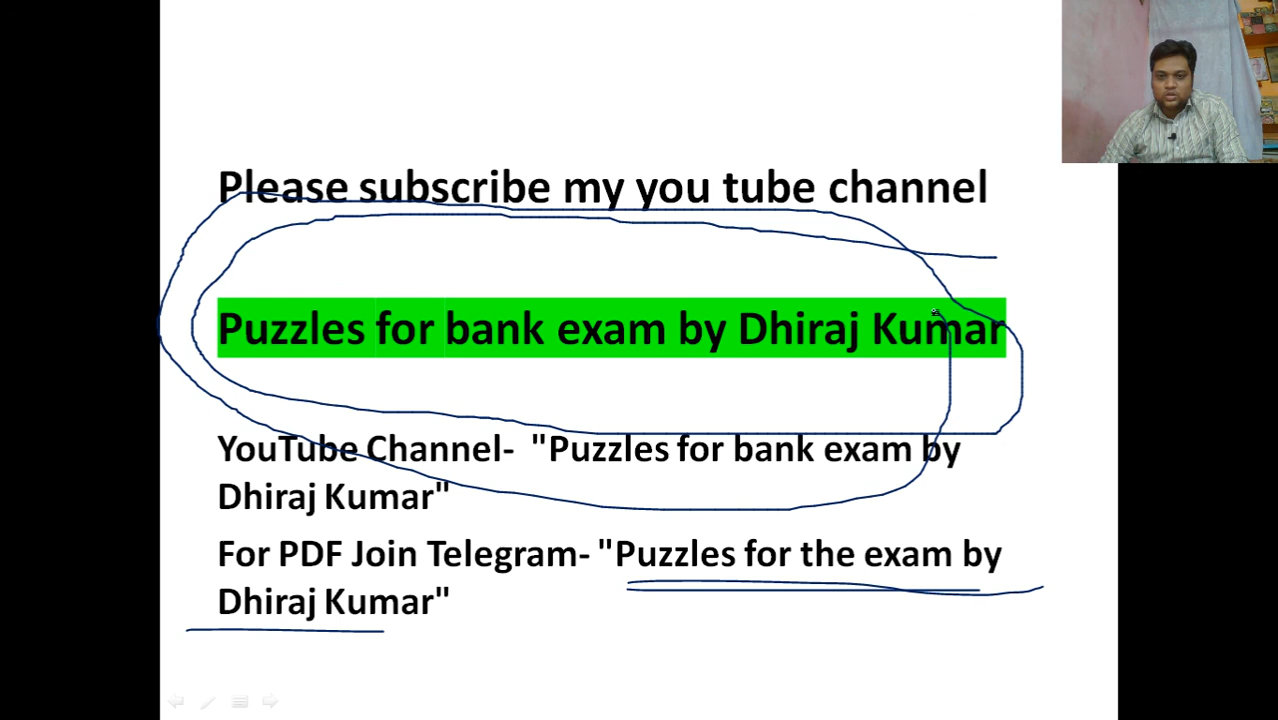 Please subscribe my you tube channel
Puzzles for bank exam by Dhiraj Kumar
YouTube Channel- "Puzzles for bank exam by
Dhiraj Kumar"
For PDF Join Telegram- "Puzzles for the exam by
Dhiraj Kumar"